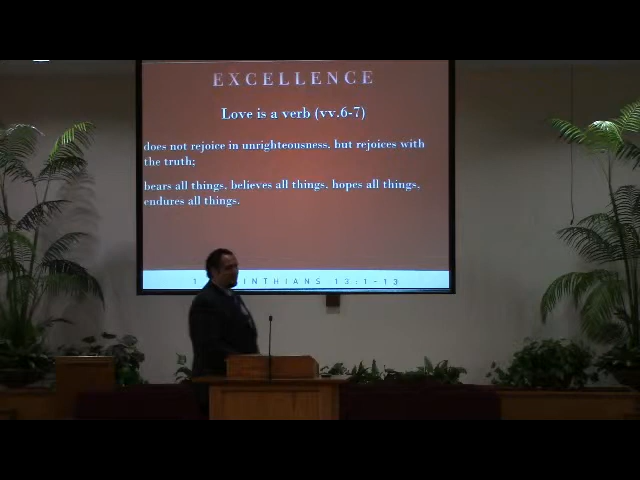 EXCELLENCE
Love is a verb (vv.6-7)
does not rejoice in unrighteousness, but rejoices with
the truth;
bears all things, believes all things, hopes all things,
endures all things.
13:1-13